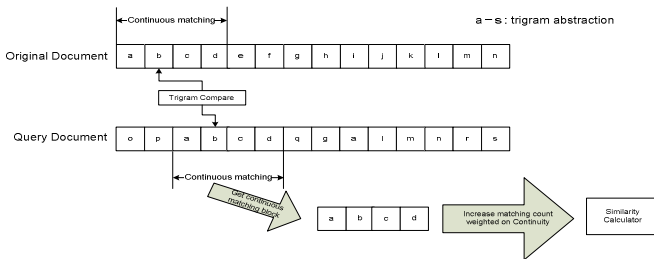 Continuous matching
a – s : trigram abstraction
Original Document
a b c d e f g h i j k l m n
Trigram Compare
Query Document
o p a b c d q g a l m n r s
Continuous matching
Get continuous
matching block
a b c d
Increase matching count
weighted on Continuity
Similarity
Calculator